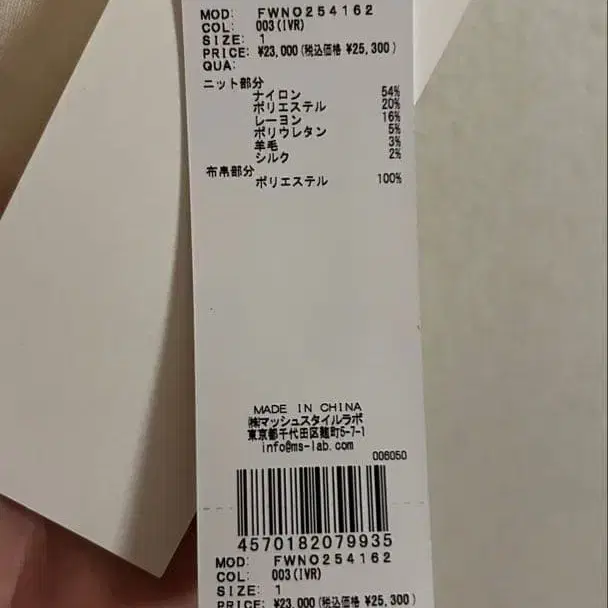 MOD: FWNO254162
COL: 003(IVR)
SIZE: 1
PRICE: ¥23,000(税込価格 ¥25,300)
QUA:
ニット部分
ナイロン 54%
ポリエステル 20%
レーヨン 16%
ポリウレタン 5%
羊毛 3%
シルク 2%
布帛部分
ポリエステル 100%
MADE IN CHINA
㈱マッシュスタイルラボ
東京都千代田区麹町5-7-1
info@ms-lab.com
006050
4570182079935
MOD: FWNO254162
COL: 003(IVR)
SIZE: 1
PRICE: ¥23,000(税込価格 ¥25,300)